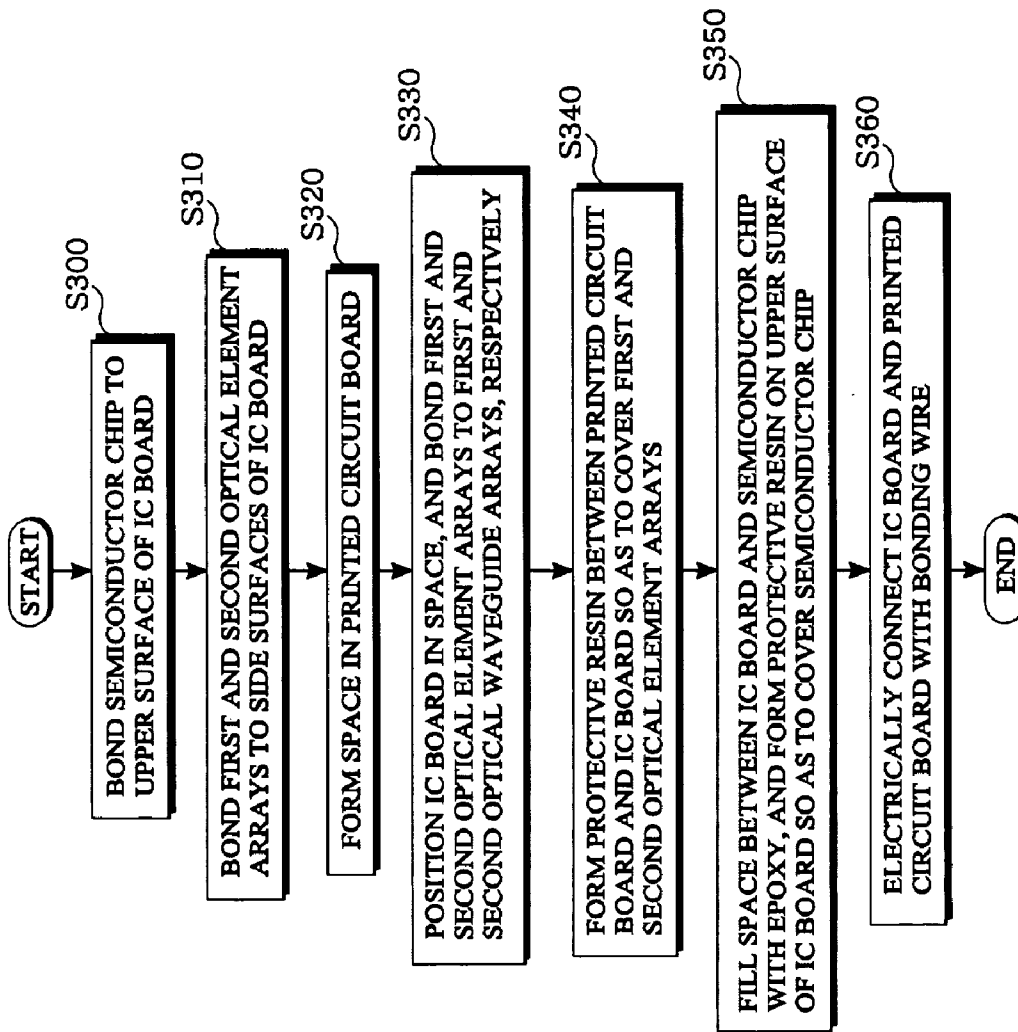 START
S300
BOND SEMICONDUCTOR CHIP TO
UPPER SURFACE OF IC BOARD
S310
BOND FIRST AND SECOND OPTICAL ELEMENT
ARRAYS TO SIDE SURFACES OF IC BOARD
S320
FORM SPACE IN PRINTED CIRCUIT BOARD
S330
POSITION IC BOARD IN SPACE, AND BOND FIRST AND
SECOND OPTICAL ELEMENT ARRAYS TO FIRST AND
SECOND OPTICAL WAVEGUIDE ARRAYS, RESPECTIVELY
S340
FORM PROTECTIVE RESIN BETWEEN PRINTED CIRCUIT
BOARD AND IC BOARD SO AS TO COVER FIRST AND
SECOND OPTICAL ELEMENT ARRAYS
S350
FILL SPACE BETWEEN IC BOARD AND SEMICONDUCTOR CHIP
WITH EPOXY, AND FORM PROTECTIVE RESIN ON UPPER SURFACE
OF IC BOARD SO AS TO COVER SEMICONDUCTOR CHIP
S360
ELECTRICALLY CONNECT IC BOARD AND PRINTED
CIRCUIT BOARD WITH BONDING WIRE
END